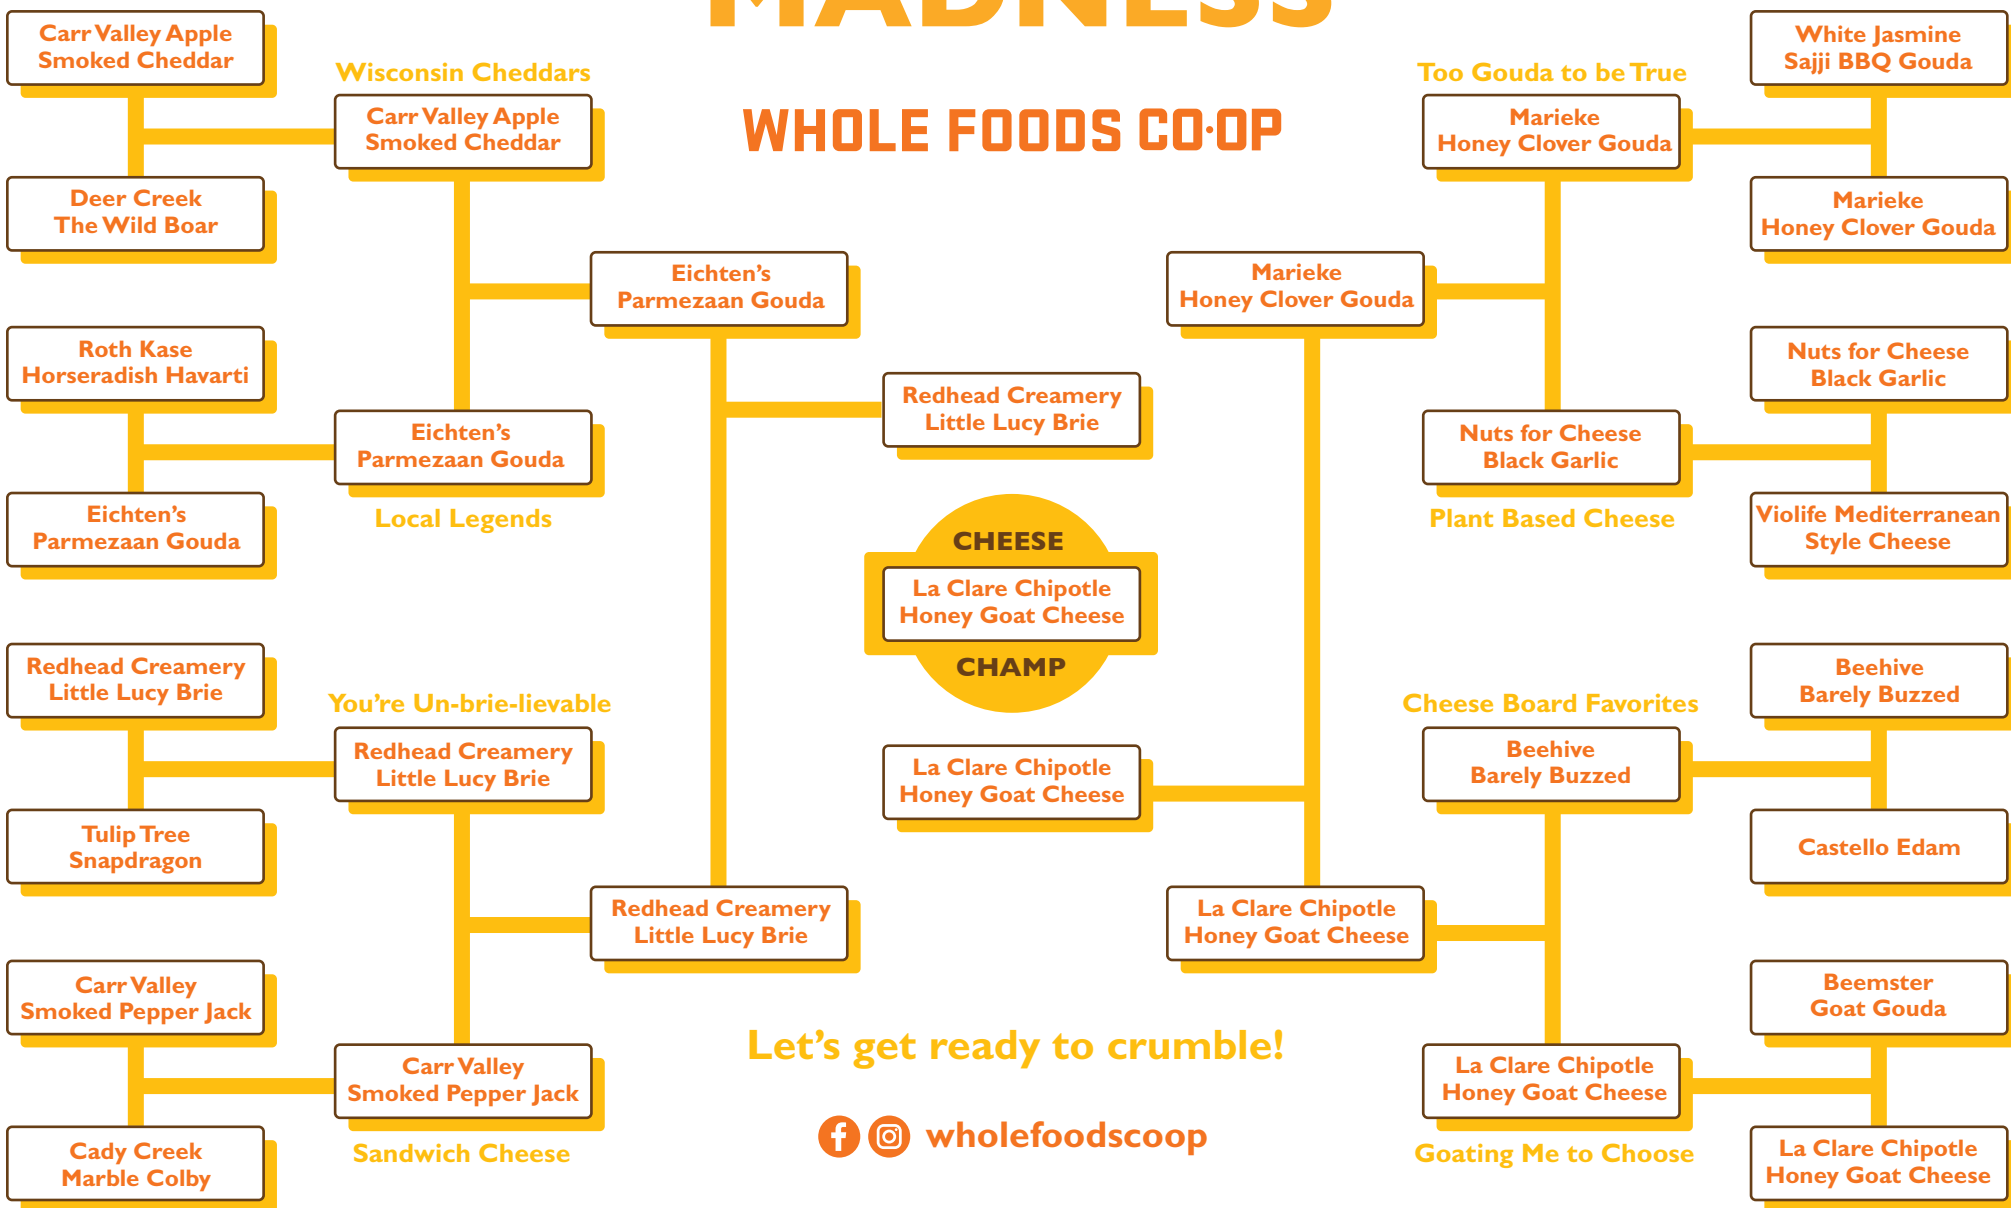 MADNESS
WHOLE FOODS CO·OP
Carr Valley Apple
Smoked Cheddar
Deer Creek
The Wild Boar
Roth Kase
Horseradish Havarti
Eichten's
Parmezaan Gouda
Redhead Creamery
Little Lucy Brie
Tulip Tree
Snapdragon
Carr Valley
Smoked Pepper Jack
Cady Creek
Marble Colby
Wisconsin Cheddars
Carr Valley Apple
Smoked Cheddar
Eichten's
Parmezaan Gouda
Local Legends
You're Un-brie-lievable
Redhead Creamery
Little Lucy Brie
Carr Valley
Smoked Pepper Jack
Sandwich Cheese
Eichten's
Parmezaan Gouda
Redhead Creamery
Little Lucy Brie
Redhead Creamery
Little Lucy Brie
CHEESE
La Clare Chipotle
Honey Goat Cheese
CHAMP
La Clare Chipotle
Honey Goat Cheese
Let's get ready to crumble!
wholefoodscoop
Marieke
Honey Clover Gouda
La Clare Chipotle
Honey Goat Cheese
Too Gouda to be True
Marieke
Honey Clover Gouda
Nuts for Cheese
Black Garlic
Plant Based Cheese
Cheese Board Favorites
Beehive
Barely Buzzed
La Clare Chipotle
Honey Goat Cheese
Goating Me to Choose
White Jasmine
Sajji BBQ Gouda
Marieke
Honey Clover Gouda
Nuts for Cheese
Black Garlic
Violife Mediterranean
Style Cheese
Beehive
Barely Buzzed
Castello Edam
Beemster
Goat Gouda
La Clare Chipotle
Honey Goat Cheese